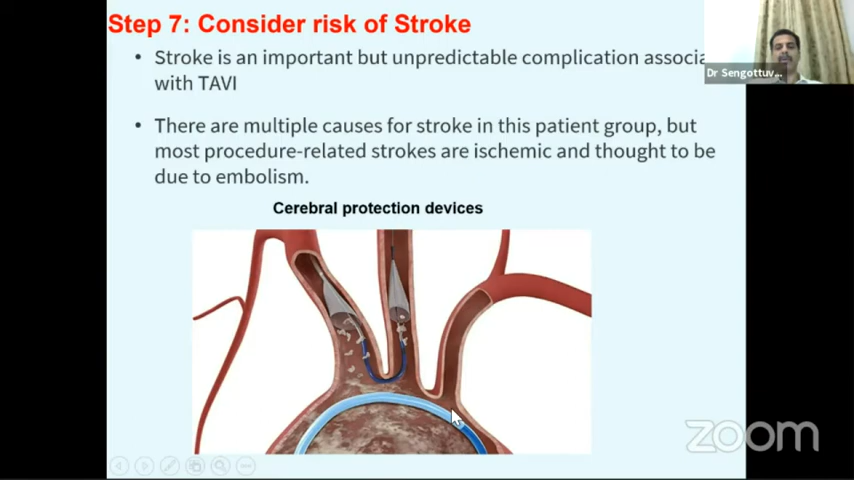 Step 7: Consider risk of Stroke
• Stroke is an important but unpredictable complication associa
with TAVI
• There are multiple causes for stroke in this patient group, but
most procedure-related strokes are ischemic and thought to be
due to embolism.
Cerebral protection devices
Dr Sengottuv...
zoom